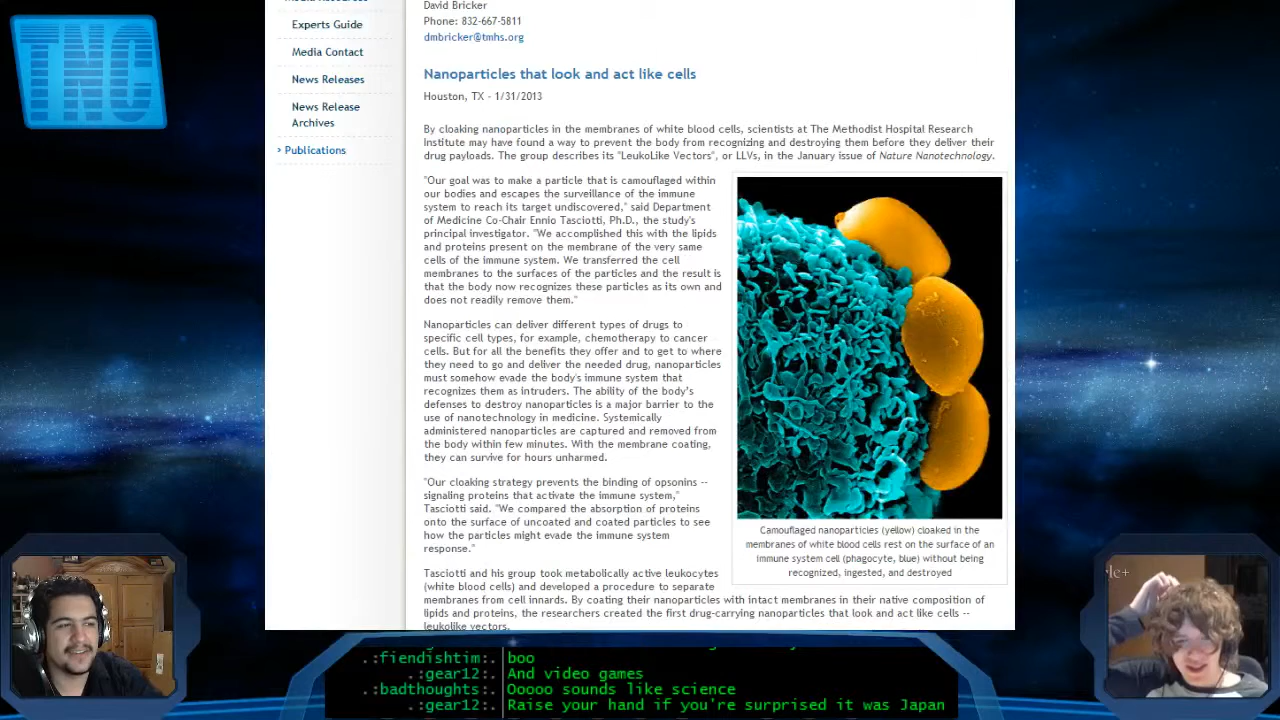 TNC
Experts Guide
Media Contact
News Releases
News Release
Archives
› Publications
David Bricker
Phone: 832-667-5811
dmbricker@tmhs.org
Nanoparticles that look and act like cells
Houston, TX - 1/31/2013
By cloaking nanoparticles in the membranes of white blood cells, scientists at The Methodist Hospital Research
Institute may have found a way to prevent the body from recognizing and destroying them before they deliver their
drug payloads. The group describes its "LeukoLike Vectors", or LLVs, in the January issue of Nature Nanotechnology.
"Our goal was to make a particle that is camouflaged within
our bodies and escapes the surveillance of the immune
system to reach its target undiscovered," said Department
of Medicine Co-Chair Ennio Tasciotti, Ph.D., the study's
principal investigator. "We accomplished this with the lipids
and proteins present on the membrane of the very same
cells of the immune system. We transferred the cell
membranes to the surfaces of the particles and the result is
that the body now recognizes these particles as its own and
does not readily remove them."
Nanoparticles can deliver different types of drugs to
specific cell types, for example, chemotherapy to cancer
cells. But for all the benefits they offer and to get to where
they need to go and deliver the needed drug, nanoparticles
must somehow evade the body's immune system that
recognizes them as intruders. The ability of the body's
defenses to destroy nanoparticles is a major barrier to the
use of nanotechnology in medicine. Systemically
administered nanoparticles are captured and removed from
the body within few minutes. With the membrane coating,
they can survive for hours unharmed.
"Our cloaking strategy prevents the binding of opsonins --
signaling proteins that activate the immune system,"
Tasciotti said. "We compared the absorption of proteins
onto the surface of uncoated and coated particles to see
how the particles might evade the immune system
response."
Tasciotti and his group took metabolically active leukocytes
(white blood cells) and developed a procedure to separate
membranes from cell innards. By coating their nanoparticles with intact membranes in their native composition of
lipids and proteins, the researchers created the first drug-carrying nanoparticles that look and act like cells --
leukolike vectors.
Camouflaged nanoparticles (yellow) cloaked in the
membranes of white blood cells rest on the surface of an
immune system cell (phagocyte, blue) without being
recognized, ingested, and destroyed
.:fiendishtim:. boo
.:gear12:. And video games
.:badthoughts:. Ooooo sounds like science
.:gear12:. Raise your hand if you're surprised it was Japan